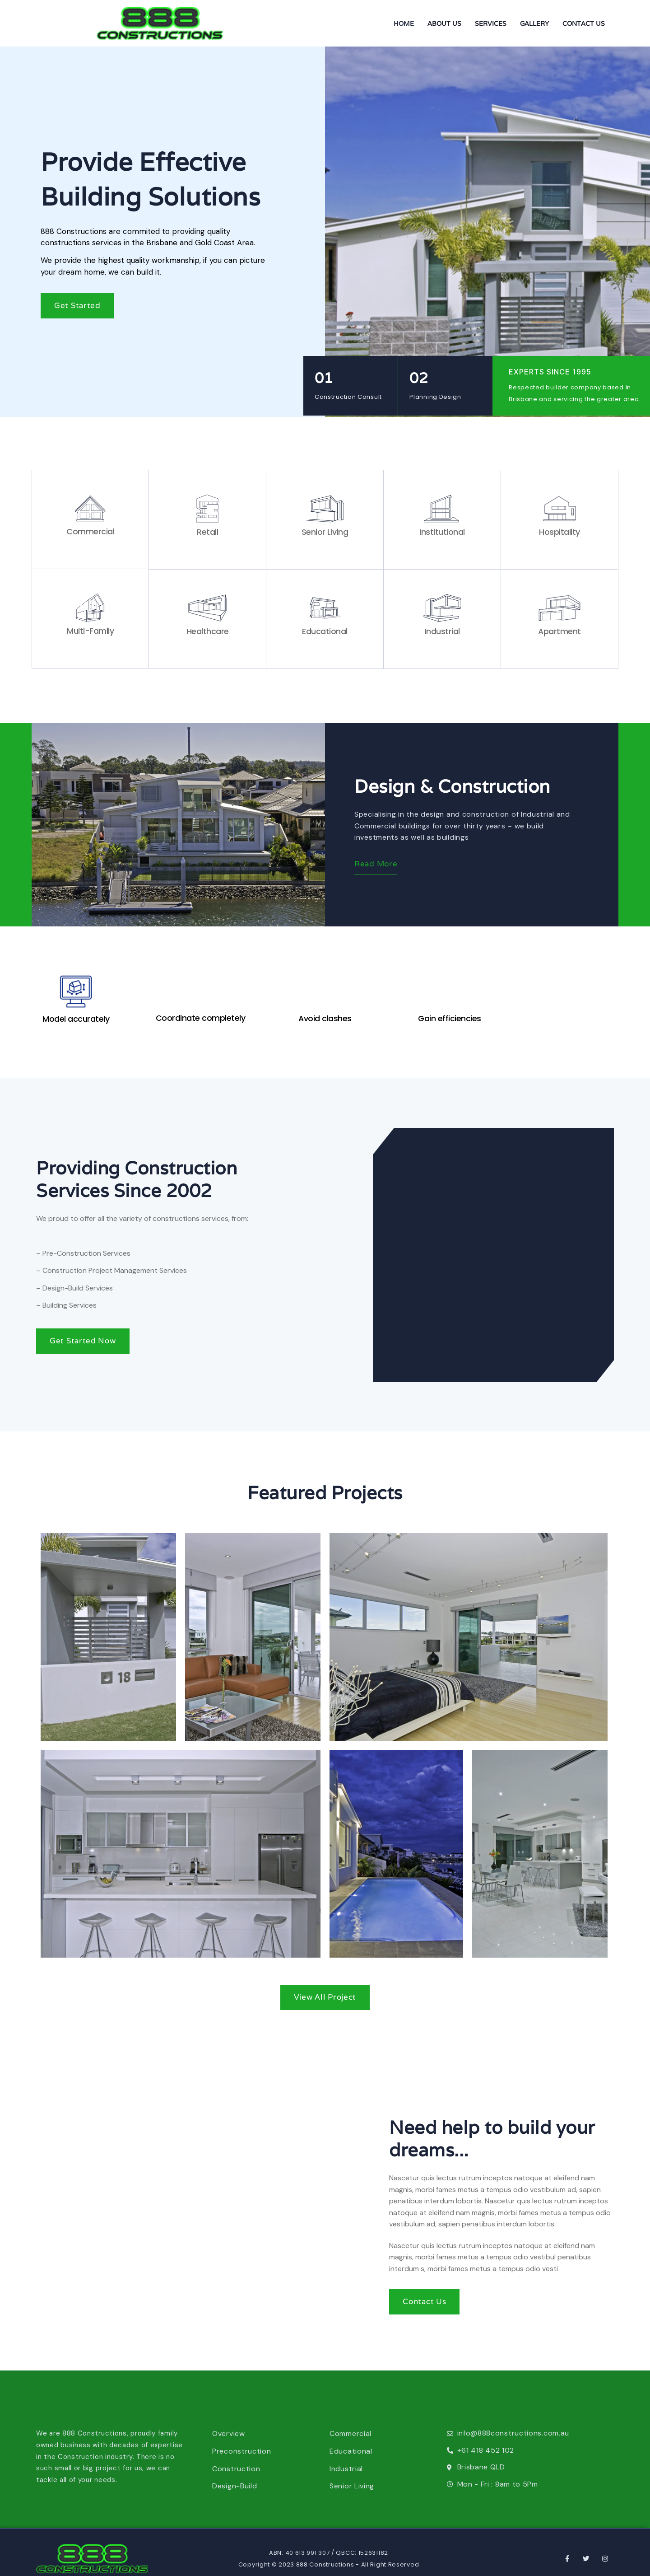 888
CONSTRUCTIONS
HOME
ABOUT US
SERVICES
GALLERY
CONTACT US
Provide Effective
Building Solutions
888 Constructions are commited to providing quality
constructions services in the Brisbane and Gold Coast Area.
We provide the highest quality workmanship, if you can picture
your dream home, we can build it.
Get Started
01
Construction Consult
02
Planning Design
EXPERTS SINCE 1995
Respected builder company based in
Brisbane and servicing the greater area.
Commercial
Retail
Senior Living
Institutional
Hospitality
Multi-Family
Healthcare
Educational
Industrial
Apartment
Design & Construction
Specialising in the design and construction of Industrial and
Commercial buildings for over thirty years – we build
investments as well as buildings
Read More
Model accurately
Coordinate completely
Avoid clashes
Gain efficiencies
Providing Construction
Services Since 2002
We proud to offer all the variety of constructions services, from:
– Pre-Construction Services
– Construction Project Management Services
– Design-Build Services
– Building Services
Get Started Now
Featured Projects
18
View All Project
Need help to build your
dreams...
Nascetur quis lectus rutrum inceptos natoque at eleifend nam
magnis, morbi fames metus a tempus odio vestibulum ad, sapien
penatibus interdum lobortis. Nascetur quis lectus rutrum inceptos
natoque at eleifend nam magnis, morbi fames metus a tempus odio
vestibulum ad, sapien penatibus interdum lobortis.
Nascetur quis lectus rutrum inceptos natoque at eleifend nam
magnis, morbi fames metus a tempus odio vestibul penatibus
interdum s, morbi fames metus a tempus odio vesti
Contact Us
We are 888 Constructions, proudly family
owned business with decades of expertise
in the Construction industry. There is no
such small or big project for us, we can
tackle all of your needs.
Overview
Preconstruction
Construction
Design-Build
Commercial
Educational
Industrial
Senior Living
info@888constructions.com.au
+61 418 452 102
Brisbane QLD
Mon - Fri : 8am to 5Pm
888
CONSTRUCTIONS
ABN: 40 613 991 307 / QBCC: 152631182
Copyright © 2023 888 Constructions - All Right Reserved